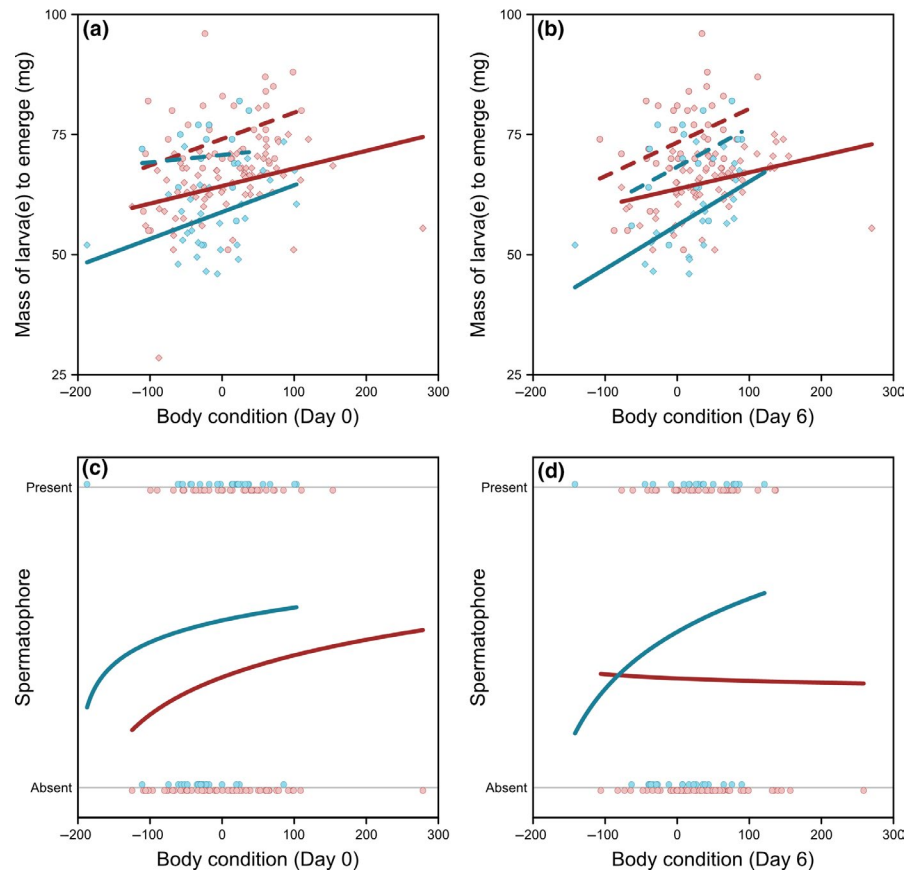 (a)
Mass of larva(e) to emerge (mg)
100
75
50
25
–200
–100
0
100
200
300
Body condition (Day 0)
(b)
Mass of larva(e) to emerge (mg)
100
75
50
25
–200
–100
0
100
200
300
Body condition (Day 6)
(c)
Spermatophore
Present
Absent
–200
–100
0
100
200
300
Body condition (Day 0)
(d)
Spermatophore
Present
Absent
–200
–100
0
100
200
300
Body condition (Day 6)